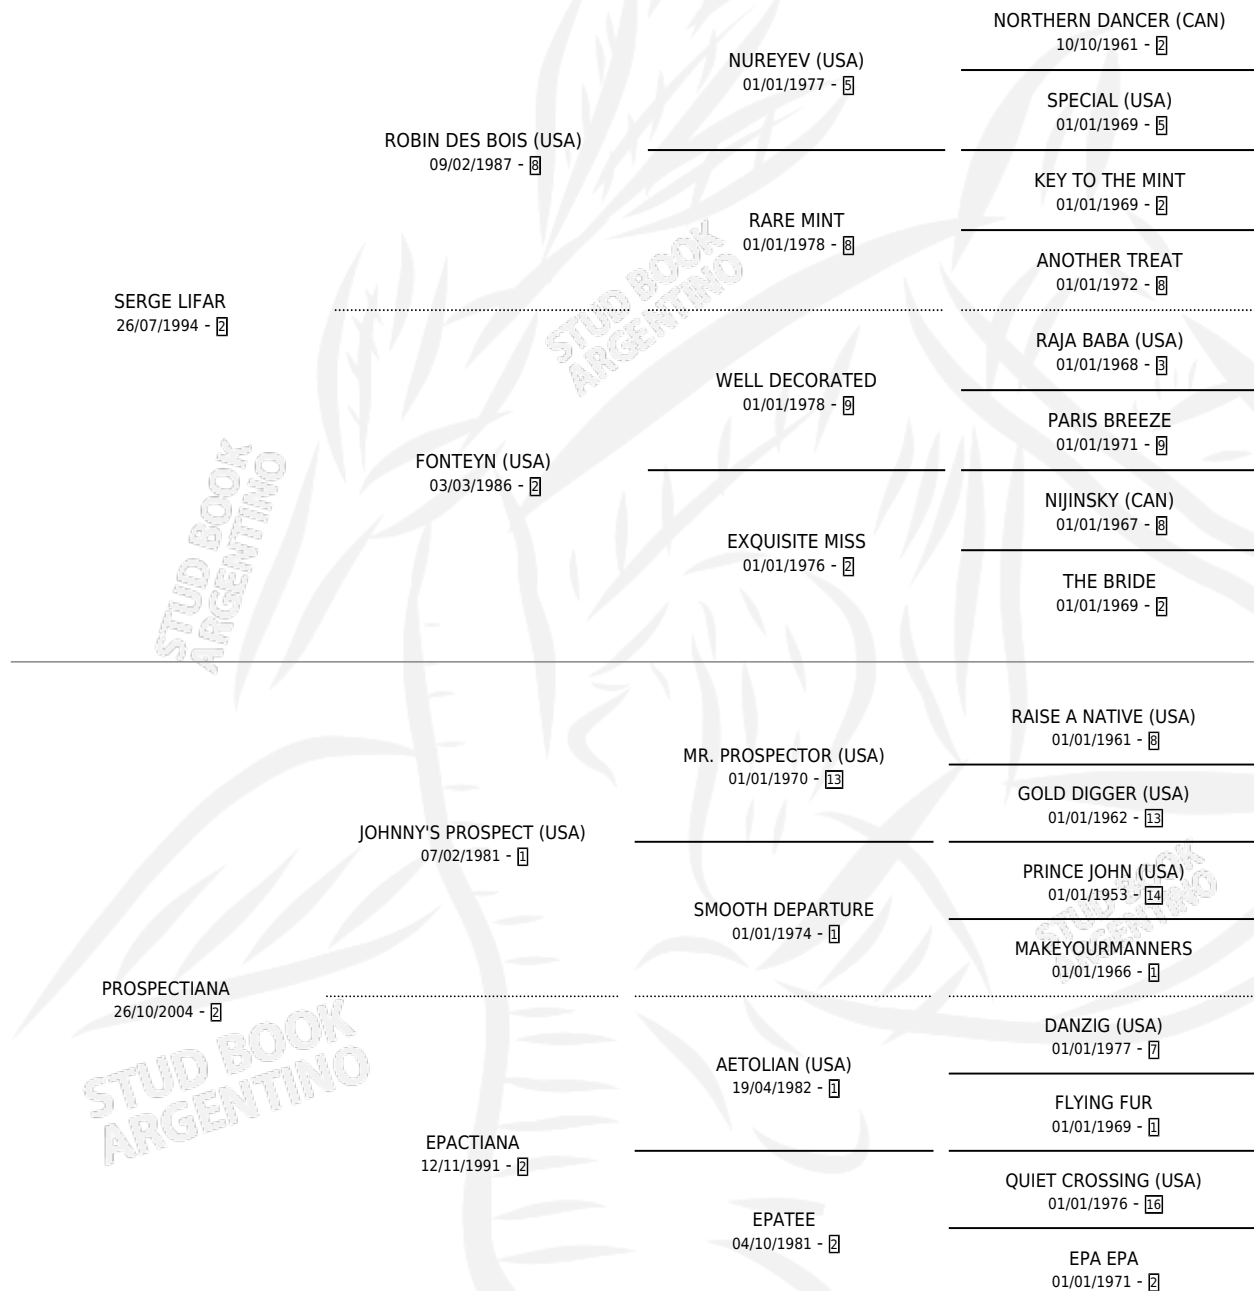 NORTHERN DANCER (CAN)
10/10/1961 - 2
NUREYEV (USA)
01/01/1977 - 5
SPECIAL (USA)
01/01/1969 - 5
ROBIN DES BOIS (USA)
09/02/1987 - 8
KEY TO THE MINT
01/01/1969 - 2
RARE MINT
01/01/1978 - 8
ANOTHER TREAT
01/01/1972 - 8
SERGE LIFAR
26/07/1994 - 2
STUD BOOK
ARGENTINO
RAJA BABA (USA)
01/01/1968 - 3
WELL DECORATED
01/01/1978 - 9
PARIS BREEZE
01/01/1971 - 9
FONTEYN (USA)
03/03/1986 - 2
NIJINSKY (CAN)
01/01/1967 - 8
EXQUISITE MISS
01/01/1976 - 2
THE BRIDE
01/01/1969 - 2
STUD BOOK
ARGENTINO
RAISE A NATIVE (USA)
01/01/1961 - 8
MR. PROSPECTOR (USA)
01/01/1970 - 13
GOLD DIGGER (USA)
01/01/1962 - 13
JOHNNY'S PROSPECT (USA)
07/02/1981 - 1
PRINCE JOHN (USA)
01/01/1953 - 14
STUD BOOK
ARGENTINO
SMOOTH DEPARTURE
01/01/1974 - 1
MAKEYOURMANNERS
01/01/1966 - 1
PROSPECTIANA
26/10/2004 - 2
STUD BOOK
ARGENTINO
DANZIG (USA)
01/01/1977 - 7
AETOLIAN (USA)
19/04/1982 - 1
FLYING FUR
01/01/1969 - 1
EPACTIANA
12/11/1991 - 2
QUIET CROSSING (USA)
01/01/1976 - 16
EPATEE
04/10/1981 - 2
EPA EPA
01/01/1971 - 2